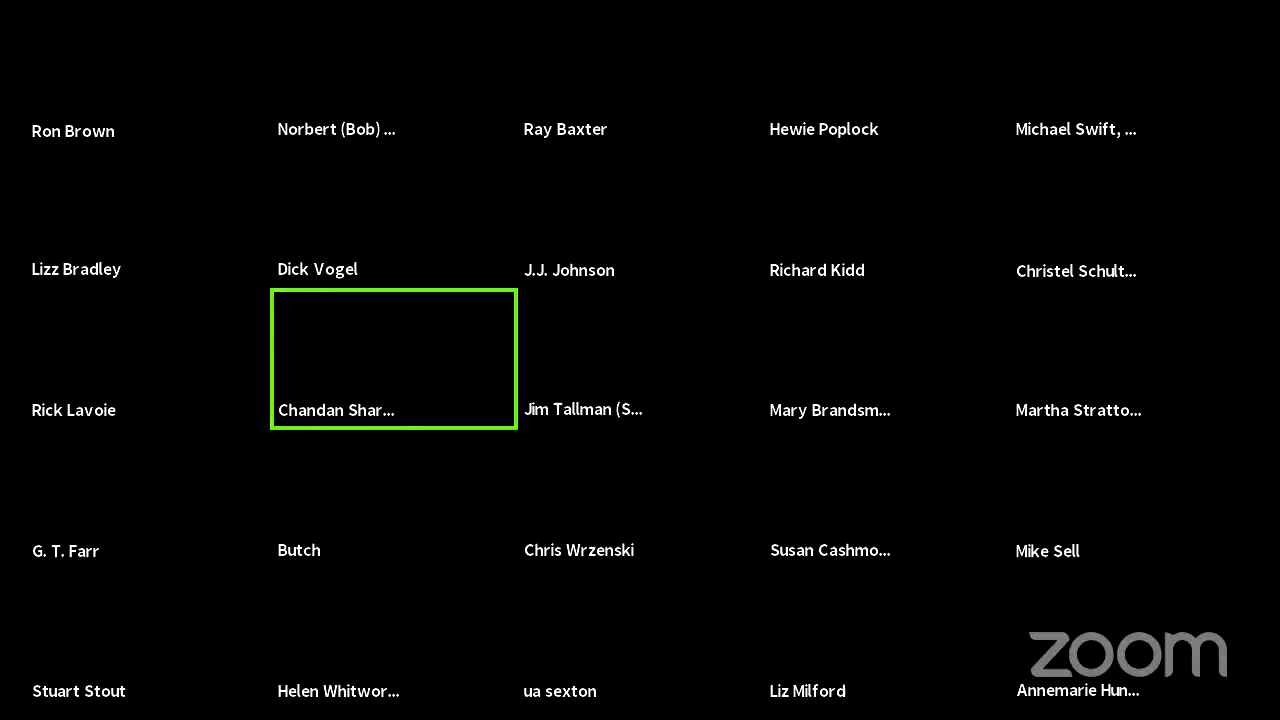 Ron Brown
Norbert (Bob) ...
Ray Baxter
Hewie Poplock
Michael Swift, ...
Lizz Bradley
Dick Vogel
J.J. Johnson
Richard Kidd
Christel Schult...
Rick Lavoie
Chandan Shar...
Jim Tallman (S...
Mary Brandsm...
Martha Stratto...
G. T. Farr
Butch
Chris Wrzenski
Susan Cashmo...
Mike Sell
zoom
Stuart Stout
Helen Whitwor...
ua sexton
Liz Milford
Annemarie Hun...